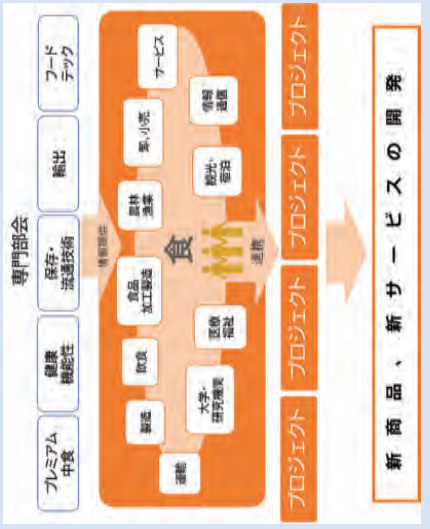 専門部会
プレミアム
中食
健康
機能性
保存・
流通技術
輸出
フード
テック
情報提供
運輸
製造
飲食
食品
加工製造
農林
漁業
卸、小売
サービス
食
大学・
研究機関
医療
福祉
観光・
宿泊
情報
通信
連携
プロジェクト
プロジェクト
プロジェクト
プロジェクト
新商品、新サービスの開発